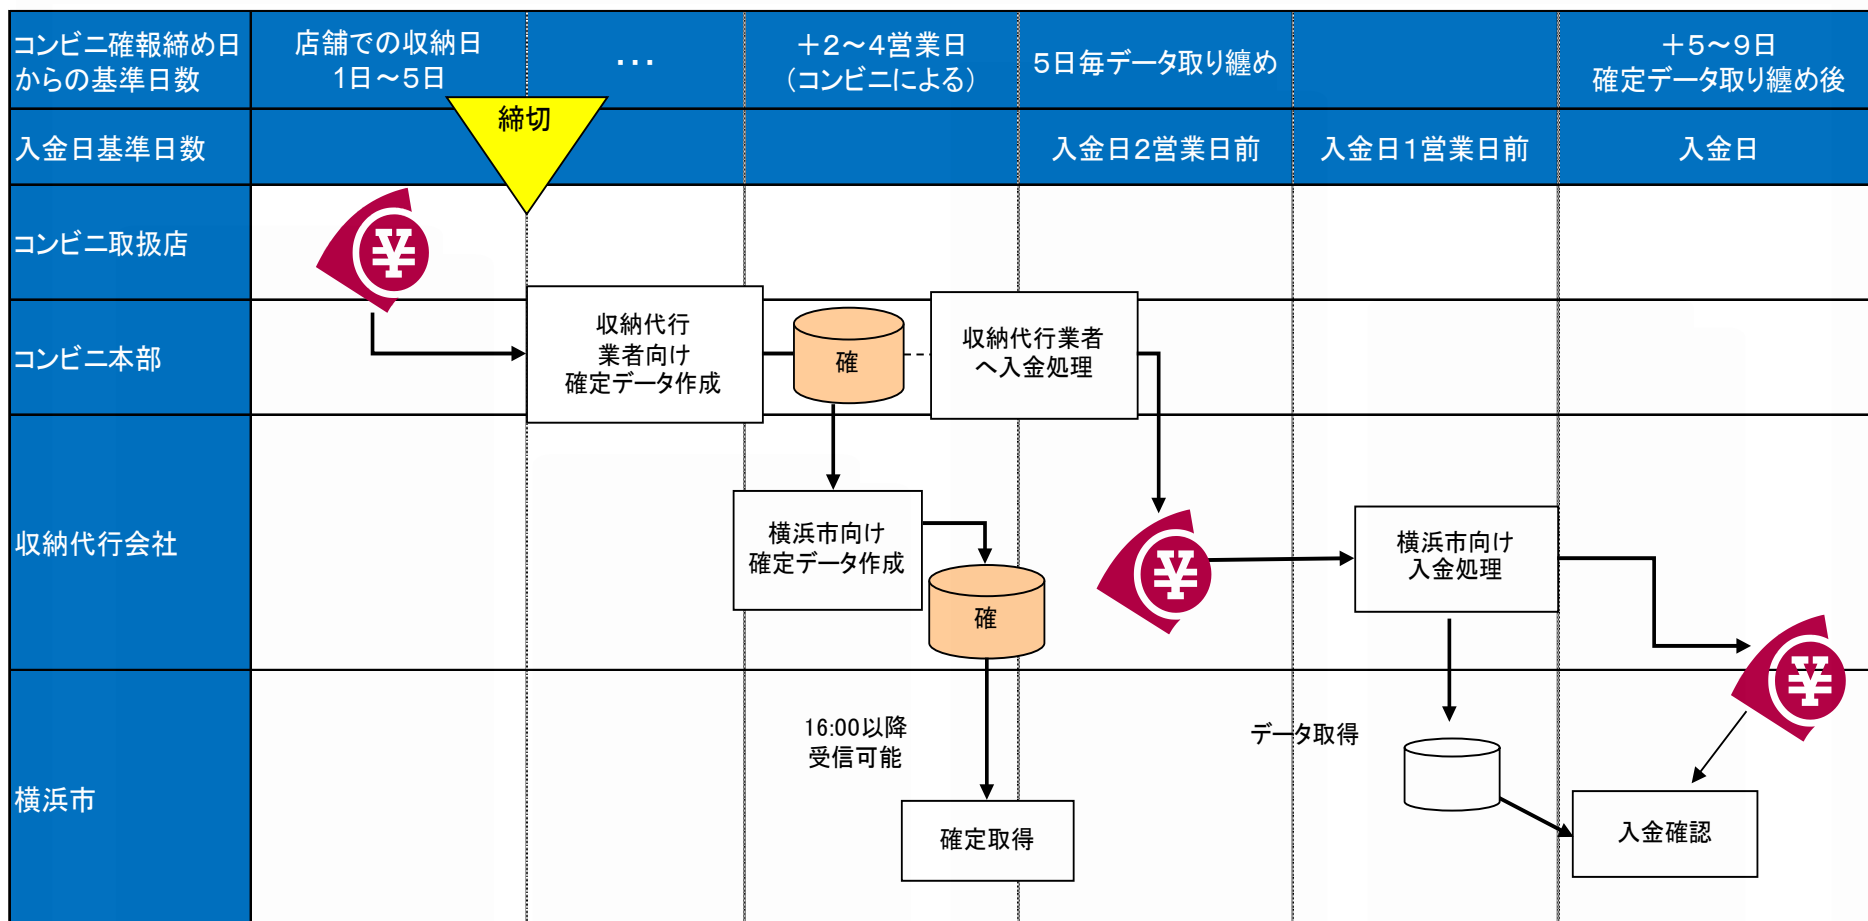 コンビニ確報締め日
からの基準日数
店舗での収納日
1日～5日
…
＋2～4営業日
（コンビニによる）
5日毎データ取り纏め
＋5～9日
確定データ取り纏め後
締切
入金日基準日数
入金日2営業日前
入金日1営業日前
入金日
コンビニ取扱店
¥
コンビニ本部
収納代行
業者向け
確定データ作成
確
収納代行業者
へ入金処理
収納代行会社
横浜市向け
確定データ作成
確
¥
横浜市向け
入金処理
¥
横浜市
16:00以降
受信可能
確定取得
データ取得
入金確認